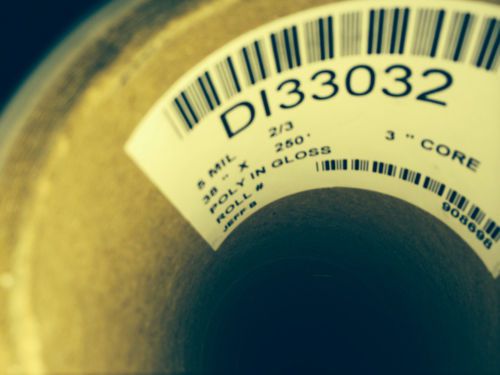 DI33032
2/3
5 MIL
38 " X 250'
3 " CORE
POLY IN GLOSS
ROLL #
JEFF B
908698